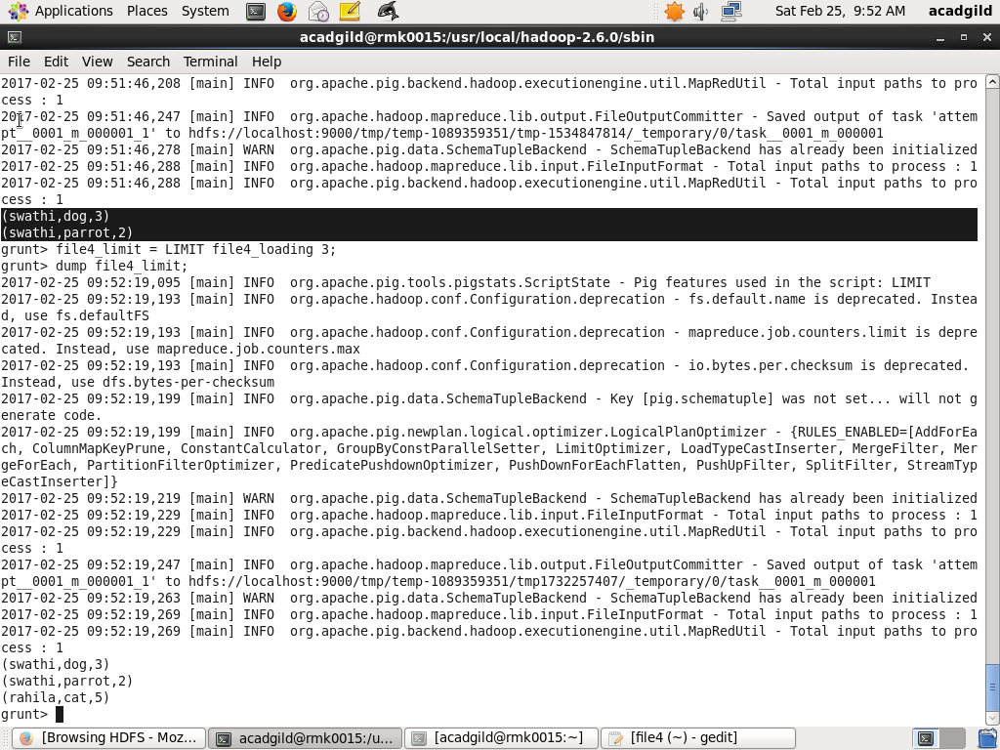 Applications Places System
Sat Feb 25, 9:52 AM acadgild
acadgild@rmk0015:/usr/local/hadoop-2.6.0/sbin
File Edit View Search Terminal Help
2017-02-25 09:51:46,208 [main] INFO  org.apache.pig.backend.hadoop.executionengine.util.MapRedUtil - Total input paths to pro
cess : 1
2017-02-25 09:51:46,247 [main] INFO  org.apache.hadoop.mapreduce.lib.output.FileOutputCommitter - Saved output of task 'attem
pt__0001_m_000001_1' to hdfs://localhost:9000/tmp/temp-1089359351/tmp-1534847814/_temporary/0/task__0001_m_000001
2017-02-25 09:51:46,278 [main] WARN  org.apache.pig.data.SchemaTupleBackend - SchemaTupleBackend has already been initialized
2017-02-25 09:51:46,288 [main] INFO  org.apache.hadoop.mapreduce.lib.input.FileInputFormat - Total input paths to process : 1
2017-02-25 09:51:46,288 [main] INFO  org.apache.pig.backend.hadoop.executionengine.util.MapRedUtil - Total input paths to pro
cess : 1
(swathi,dog,3)
(swathi,parrot,2)
grunt> file4_limit = LIMIT file4_loading 3;
grunt> dump file4_limit;
2017-02-25 09:52:19,095 [main] INFO  org.apache.pig.tools.pigstats.ScriptState - Pig features used in the script: LIMIT
2017-02-25 09:52:19,193 [main] INFO  org.apache.hadoop.conf.Configuration.deprecation - fs.default.name is deprecated. Instea
d, use fs.defaultFS
2017-02-25 09:52:19,193 [main] INFO  org.apache.hadoop.conf.Configuration.deprecation - mapreduce.job.counters.limit is depre
cated. Instead, use mapreduce.job.counters.max
2017-02-25 09:52:19,193 [main] INFO  org.apache.hadoop.conf.Configuration.deprecation - io.bytes.per.checksum is deprecated.
Instead, use dfs.bytes-per-checksum
2017-02-25 09:52:19,199 [main] INFO  org.apache.pig.data.SchemaTupleBackend - Key [pig.schematuple] was not set... will not g
enerate code.
2017-02-25 09:52:19,199 [main] INFO  org.apache.pig.newplan.logical.optimizer.LogicalPlanOptimizer - {RULES_ENABLED=[AddForEa
ch, ColumnMapKeyPrune, ConstantCalculator, GroupByConstParallelSetter, LimitOptimizer, LoadTypeCastInserter, MergeFilter, Mer
geForEach, PartitionFilterOptimizer, PredicatePushdownOptimizer, PushDownForEachFlatten, PushUpFilter, SplitFilter, StreamTyp
eCastInserter]}
2017-02-25 09:52:19,219 [main] WARN  org.apache.pig.data.SchemaTupleBackend - SchemaTupleBackend has already been initialized
2017-02-25 09:52:19,229 [main] INFO  org.apache.hadoop.mapreduce.lib.input.FileInputFormat - Total input paths to process : 1
2017-02-25 09:52:19,229 [main] INFO  org.apache.pig.backend.hadoop.executionengine.util.MapRedUtil - Total input paths to pro
cess : 1
2017-02-25 09:52:19,247 [main] INFO  org.apache.hadoop.mapreduce.lib.output.FileOutputCommitter - Saved output of task 'attem
pt__0001_m_000001_1' to hdfs://localhost:9000/tmp/temp-1089359351/tmp1732257407/_temporary/0/task__0001_m_000001
2017-02-25 09:52:19,263 [main] WARN  org.apache.pig.data.SchemaTupleBackend - SchemaTupleBackend has already been initialized
2017-02-25 09:52:19,269 [main] INFO  org.apache.hadoop.mapreduce.lib.input.FileInputFormat - Total input paths to process : 1
2017-02-25 09:52:19,269 [main] INFO  org.apache.pig.backend.hadoop.executionengine.util.MapRedUtil - Total input paths to pro
cess : 1
(swathi,dog,3)
(swathi,parrot,2)
(rahila,cat,5)
grunt>
[Browsing HDFS - Moz... acadgild@rmk0015:/u... [acadgild@rmk0015:~] [file4 (~) - gedit]